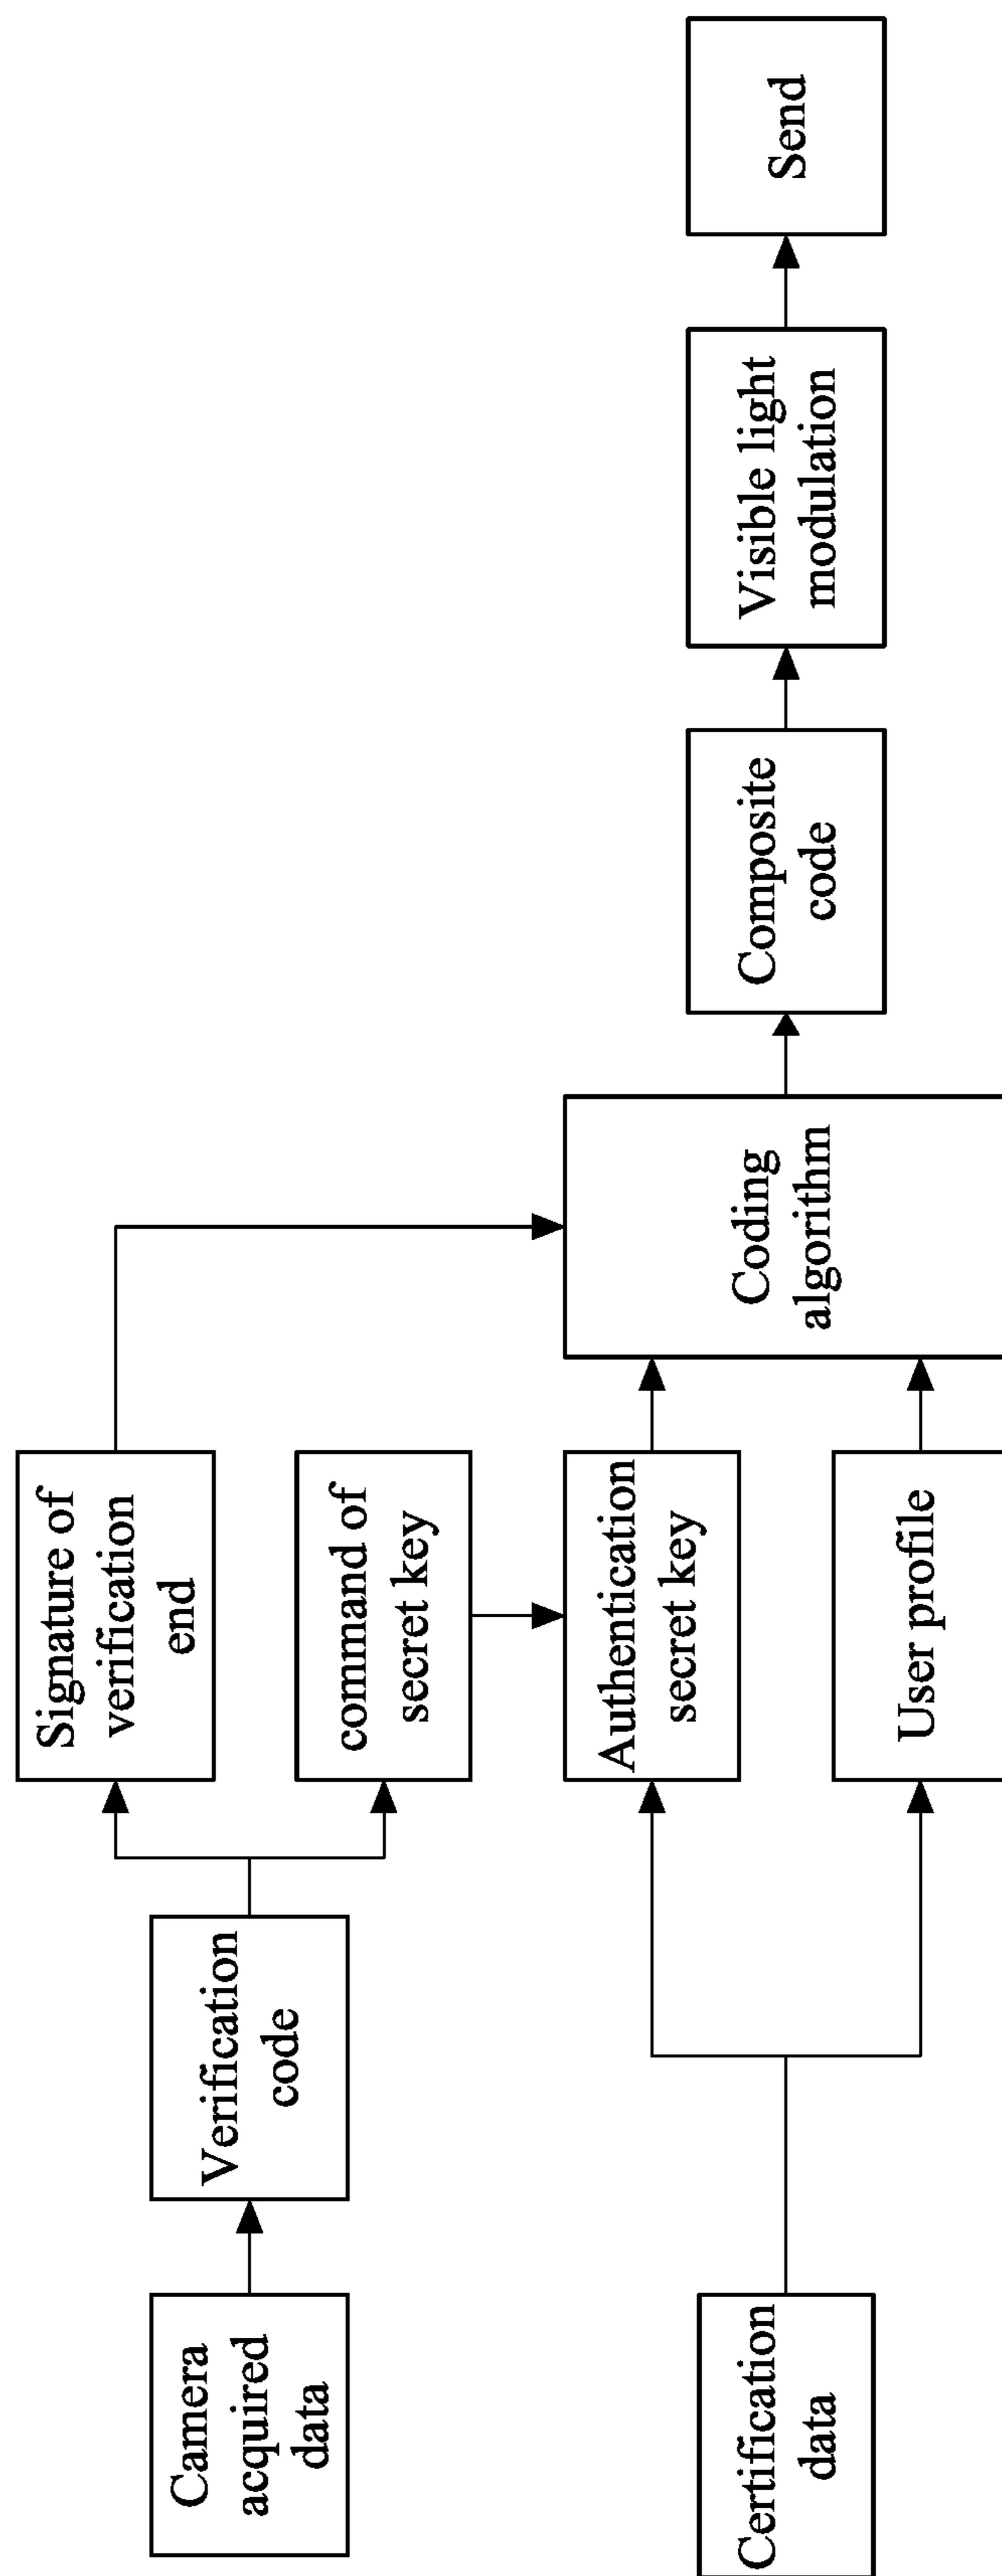 Camera
acquired
data
Verification
code
Signature of
verification
end
command of
secret key
Certification
data
Authentication
secret key
User profile
Coding
algorithm
Composite
code
Visible light
modulation
Send